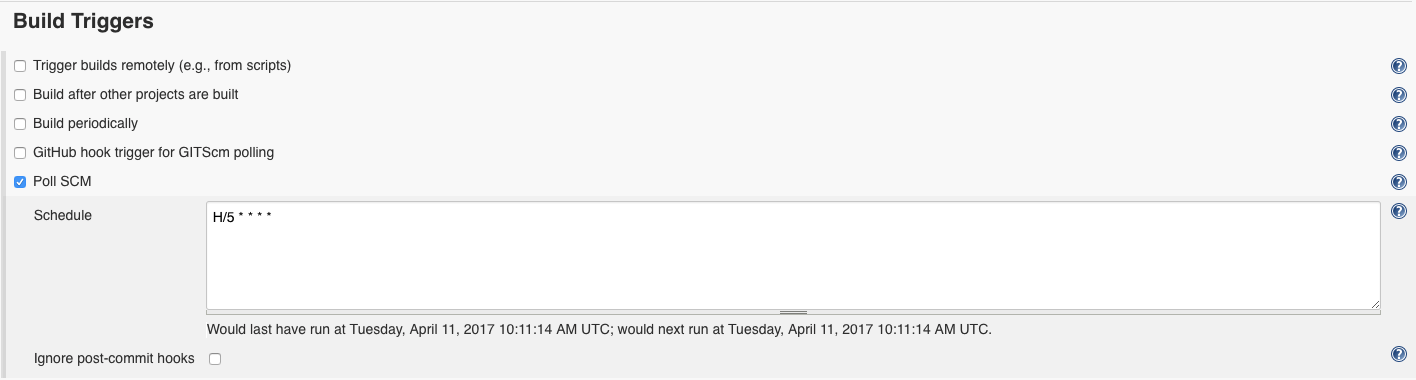 Build Triggers
Trigger builds remotely (e.g., from scripts)
?
Build after other projects are built
?
Build periodically
?
GitHub hook trigger for GITScm polling
?
Poll SCM
?
Schedule
H/5 * * * *
?
Would last have run at Tuesday, April 11, 2017 10:11:14 AM UTC; would next run at Tuesday, April 11, 2017 10:11:14 AM UTC.
Ignore post-commit hooks
?